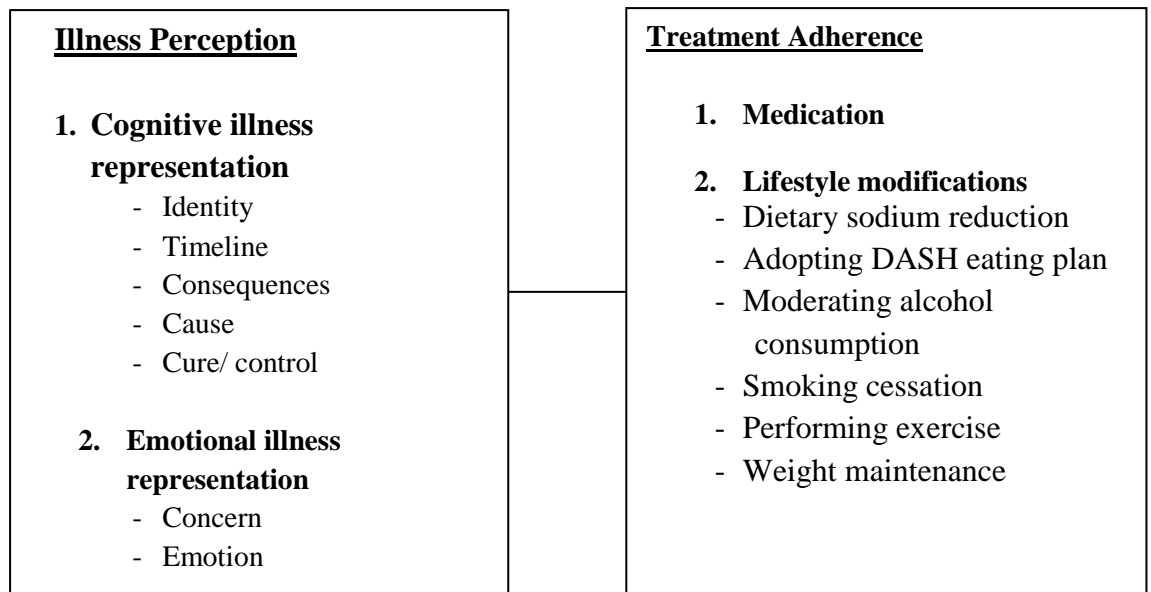 Illness Perception
1. Cognitive illness
representation
- Identity
- Timeline
- Consequences
- Cause
- Cure/ control
2. Emotional illness
representation
- Concern
- Emotion
Treatment Adherence
1. Medication
2. Lifestyle modifications
- Dietary sodium reduction
- Adopting DASH eating plan
- Moderating alcohol
consumption
- Smoking cessation
- Performing exercise
- Weight maintenance